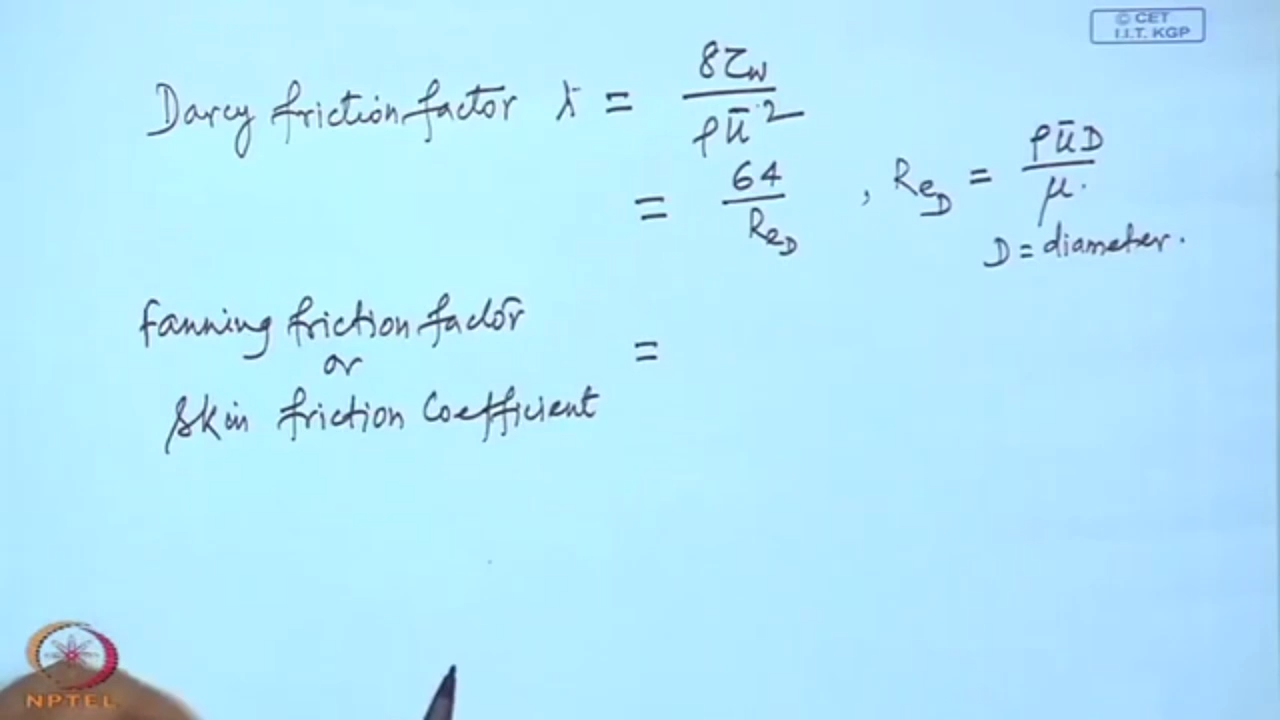 © CET
I.I.T. KGP
Darcy friction factor λ = 8τw / ρū²
= 64 / ReD , ReD = ρūD / μ.
D = diameter.
Fanning friction factor
or =
Skin friction Coefficient
NPTEL